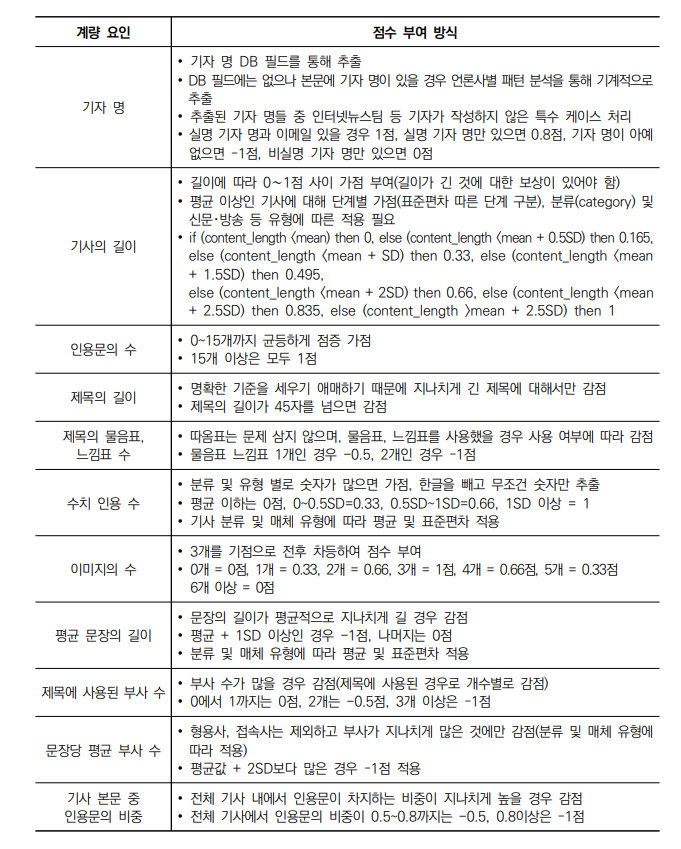 계량 요인
점수 부여 방식
기자 명
• 기자 명 DB 필드를 통해 추출
• DB 필드에는 없으나 본문에 기자 명이 있을 경우 언론사별 패턴 분석을 통해 기계적으로
추출
• 추출된 기자 명들 중 인터넷뉴스팀 등 기자가 작성하지 않은 특수 케이스 처리
• 실명 기자 명과 이메일 있을 경우 1점, 실명 기자 명만 있으면 0.8점, 기자 명이 아예
없으면 -1점, 비실명 기자 명만 있으면 0점
기사의 길이
• 길이에 따라 0~1점 사이 가점 부여(길이가 긴 것에 대한 보상이 있어야 함)
• 평균 이상인 기사에 대해 단계별 가점(표준편차 따른 단계 구분), 분류(category) 및
신문·방송 등 유형에 따른 적용 필요
• if (content_length 〈mean) then 0, else (content_length 〈mean + 0.5SD) then 0.165,
else (content_length 〈mean + SD) then 0.33, else (content_length 〈mean
+ 1.5SD) then 0.495,
else (content_length 〈mean + 2SD) then 0.66, else (content_length 〈mean
+ 2.5SD) then 0.835, else (content_length 〉mean + 2.5SD) then 1
인용문의 수
• 0~15개까지 균등하게 점증 가점
• 15개 이상은 모두 1점
제목의 길이
• 명확한 기준을 세우기 애매하기 때문에 지나치게 긴 제목에 대해서만 감점
• 제목의 길이가 45자를 넘으면 감점
제목의 물음표,
느낌표 수
• 따옴표는 문제 삼지 않으며, 물음표, 느낌표를 사용했을 경우 사용 여부에 따라 감점
• 물음표 느낌표 1개인 경우 -0.5, 2개인 경우 -1점
수치 인용 수
• 분류 및 유형 별로 숫자가 많으면 가점, 한글을 빼고 무조건 숫자만 추출
• 평균 이하는 0점, 0~0.5SD=0.33, 0.5SD~1SD=0.66, 1SD 이상 = 1
• 기사 분류 및 매체 유형에 따라 평균 및 표준편차 적용
이미지의 수
• 3개를 기점으로 전후 차등하여 점수 부여
• 0개 = 0점, 1개 = 0.33, 2개 = 0.66, 3개 = 1점, 4개 = 0.66점, 5개 = 0.33점
6개 이상 = 0점
평균 문장의 길이
• 문장의 길이가 평균적으로 지나치게 길 경우 감점
• 평균 + 1SD 이상인 경우 -1점, 나머지는 0점
• 분류 및 매체 유형에 따라 평균 및 표준편차 적용
제목에 사용된 부사 수
• 부사 수가 많을 경우 감점(제목에 사용된 경우로 개수별로 감점)
• 0에서 1까지는 0점, 2개는 -0.5점, 3개 이상은 -1점
문장당 평균 부사 수
• 형용사, 접속사는 제외하고 부사가 지나치게 많은 것에만 감점(분류 및 매체 유형에
따라 적용)
• 평균값 + 2SD보다 많은 경우 -1점 적용
기사 본문 중
인용문의 비중
• 전체 기사 내에서 인용문이 차지하는 비중이 지나치게 높을 경우 감점
• 전체 기사에서 인용문의 비중이 0.5~0.8까지는 -0.5, 0.8이상은 -1점